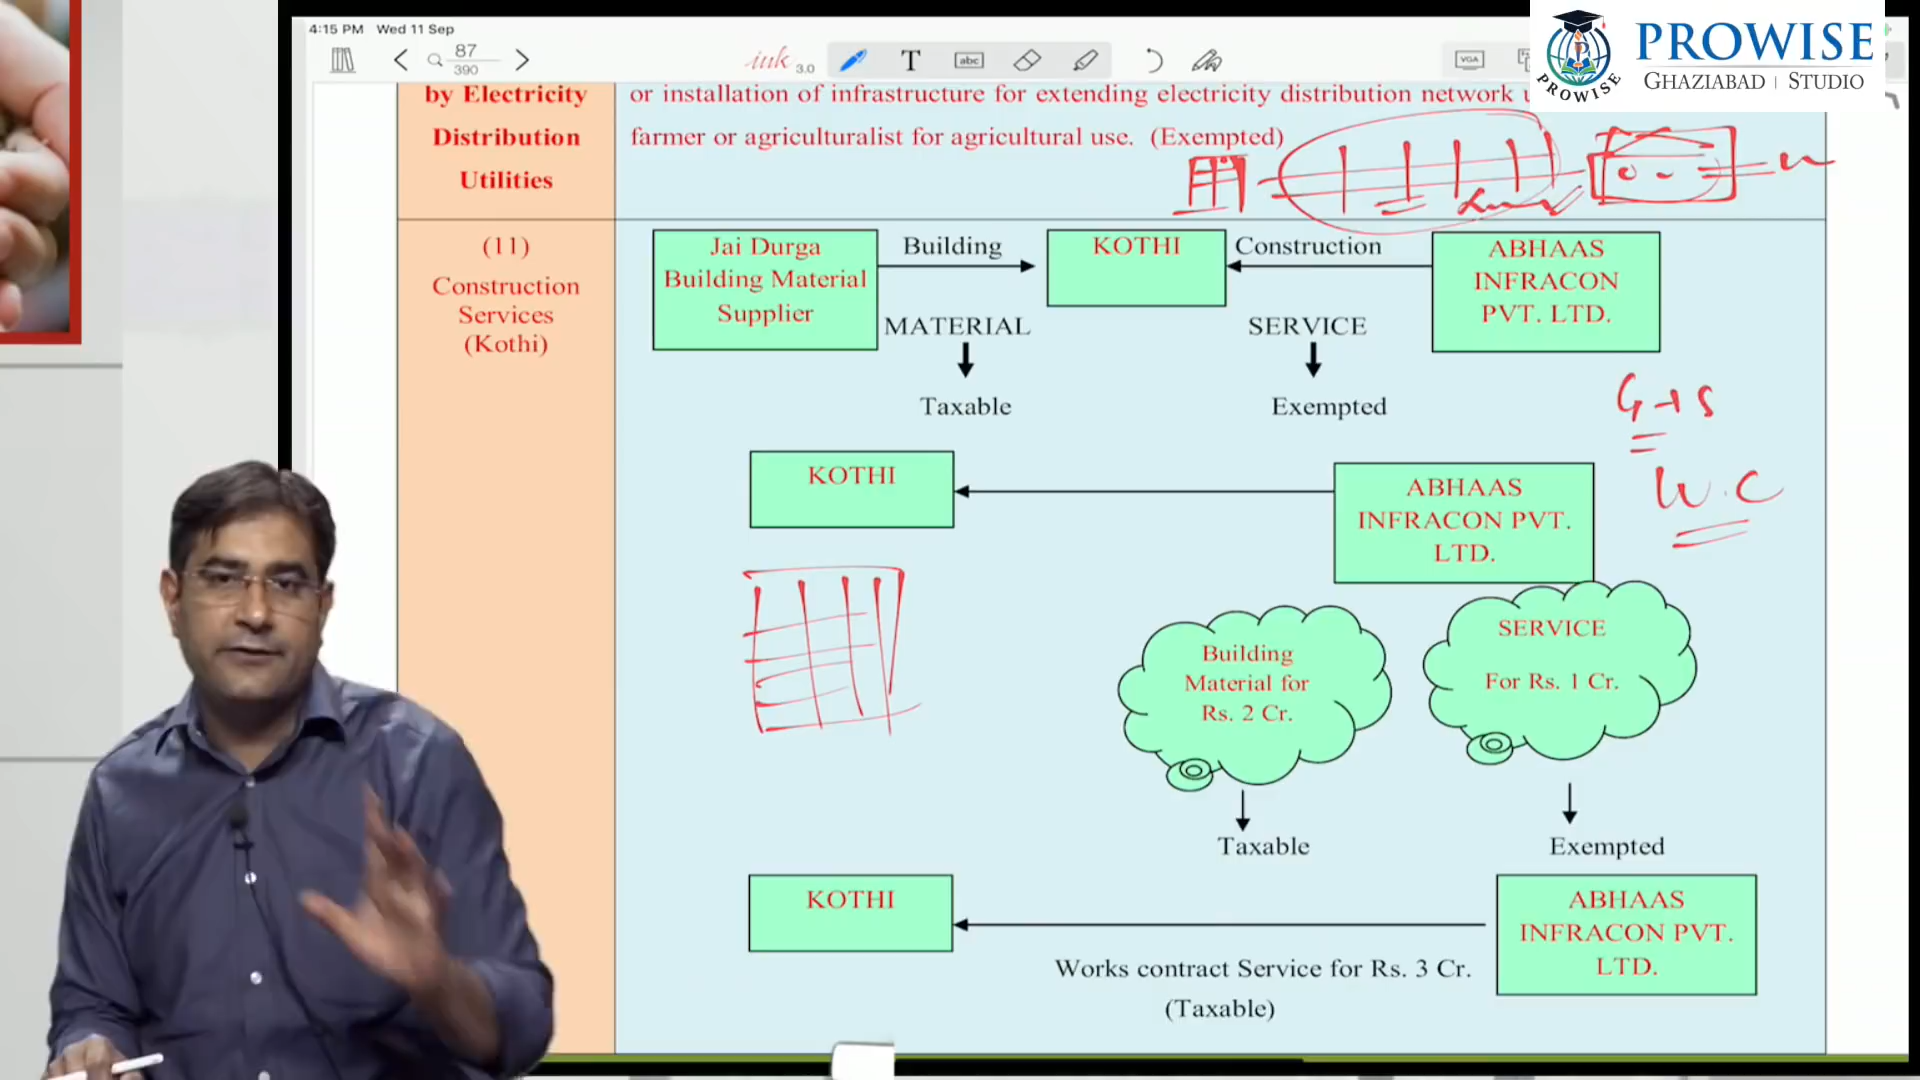 4:15 PM Wed 11 Sep
87
390
ink 3.0
T
abc
VGA
PROWISE
PROWISE
GHAZIABAD | STUDIO
by Electricity
Distribution
Utilities
or installation of infrastructure for extending electricity distribution network
farmer or agriculturalist for agricultural use. (Exempted)
(11)
Construction
Services
(Kothi)
Jai Durga
Building Material
Supplier
Building
MATERIAL
Taxable
KOTHI
Construction
SERVICE
Exempted
ABHAAS
INFRACON
PVT. LTD.
G+S
W.C
KOTHI
ABHAAS
INFRACON PVT.
LTD.
Building
Material for
Rs. 2 Cr.
SERVICE
For Rs. 1 Cr.
Taxable
Exempted
KOTHI
ABHAAS
INFRACON PVT.
LTD.
Works contract Service for Rs. 3 Cr.
(Taxable)